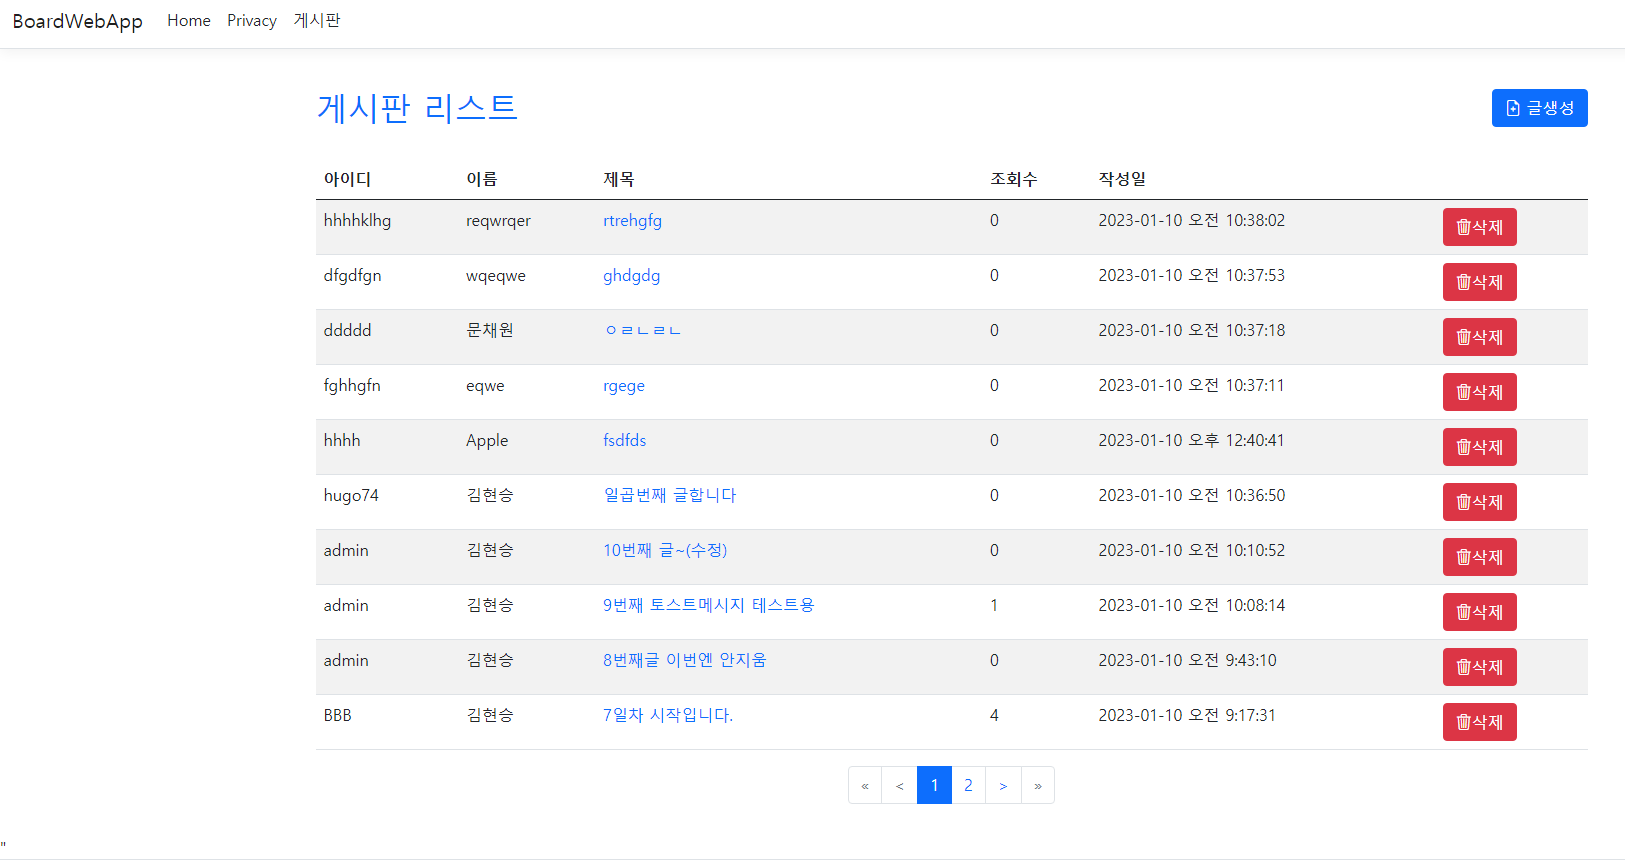 BoardWebApp Home Privacy 게시판
게시판 리스트 글생성
아이디 이름 제목 조회수 작성일
hhhhklhg reqwrqer rtrehgfg 0 2023-01-10 오전 10:38:02 삭제
dfgdfgn wqeqwe ghdgdg 0 2023-01-10 오전 10:37:53 삭제
ddddd 문채원 ㅇㄹㄴㄹㄴ 0 2023-01-10 오전 10:37:18 삭제
fghhgfn eqwe rgege 0 2023-01-10 오전 10:37:11 삭제
hhhh Apple fsdfds 0 2023-01-10 오후 12:40:41 삭제
hugo74 김현승 일곱번째 글합니다 0 2023-01-10 오전 10:36:50 삭제
admin 김현승 10번째 글~(수정) 0 2023-01-10 오전 10:10:52 삭제
admin 김현승 9번째 토스트메시지 테스트용 1 2023-01-10 오전 10:08:14 삭제
admin 김현승 8번째글 이번엔 안지움 0 2023-01-10 오전 9:43:10 삭제
BBB 김현승 7일차 시작입니다. 4 2023-01-10 오전 9:17:31 삭제
« < 1 2 > »
"